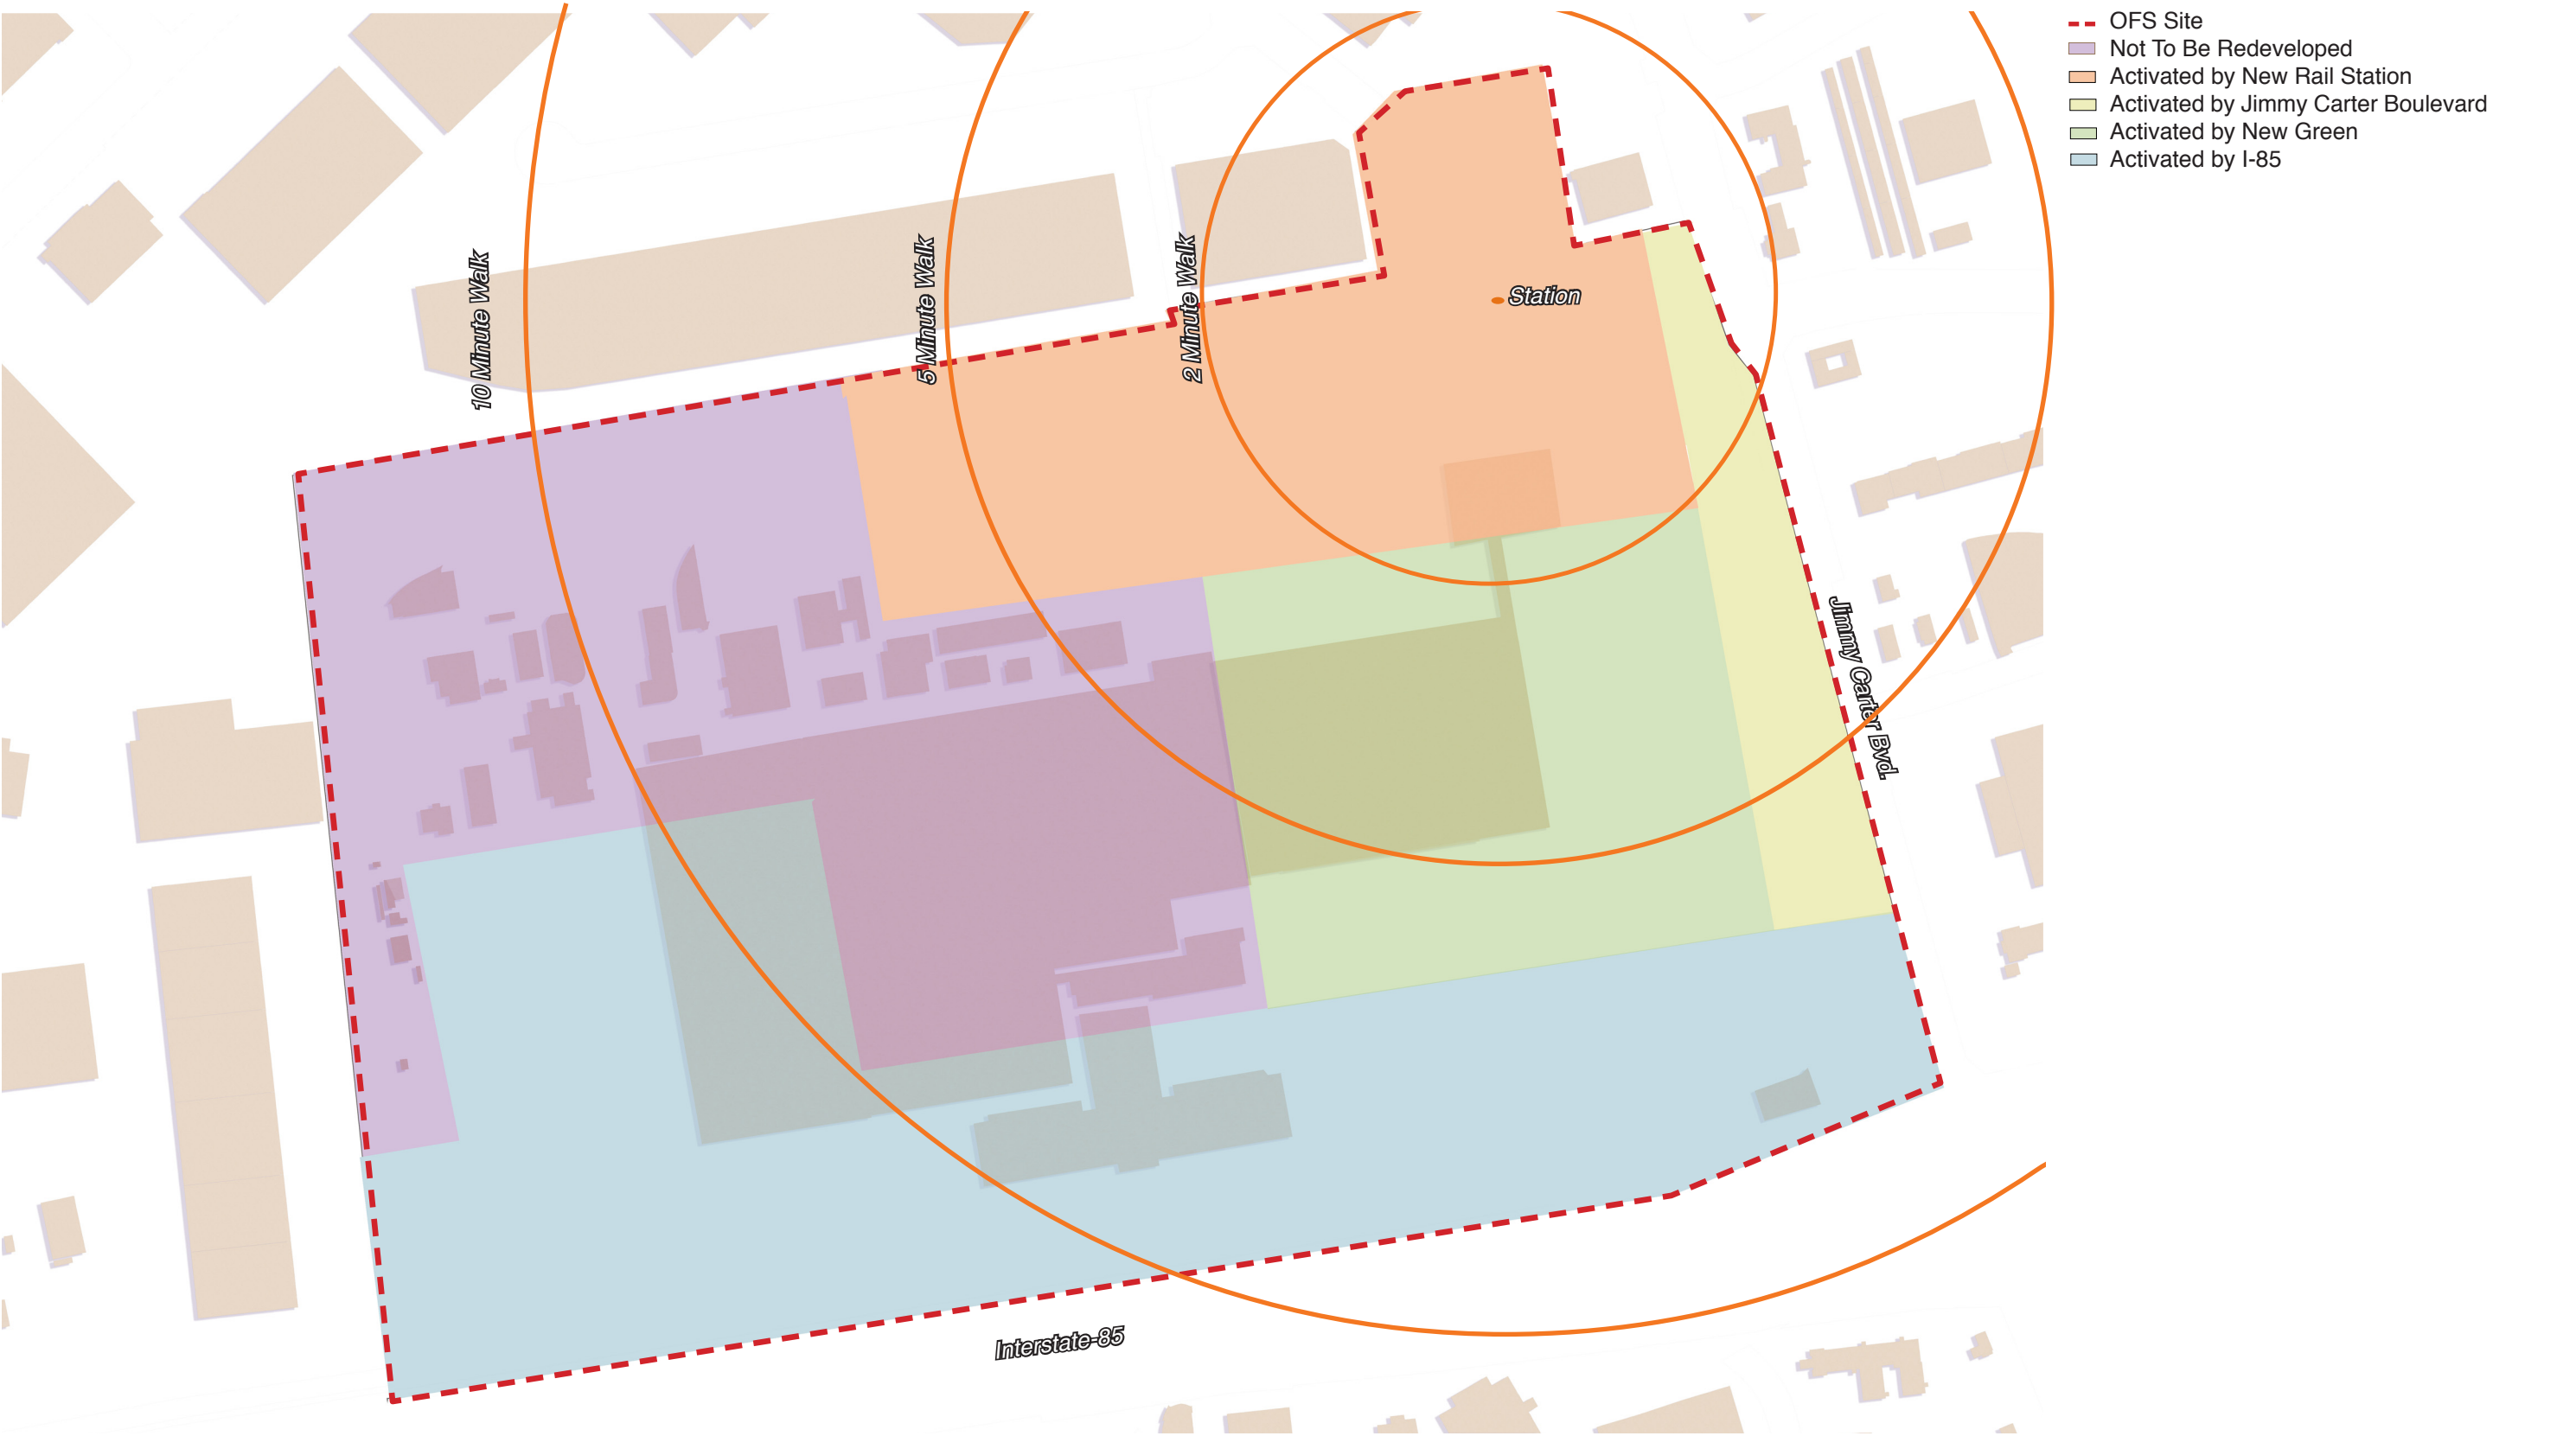 OFS Site
Not To Be Redeveloped
Activated by New Rail Station
Activated by Jimmy Carter Boulevard
Activated by New Green
Activated by I-85
10 Minute Walk
5 Minute Walk
2 Minute Walk
Station
Jimmy Carter Bvd.
Interstate-85